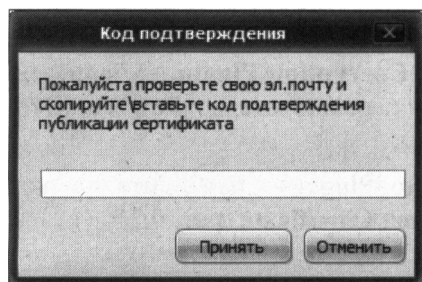 Код подтверждения
Пожалуйста проверьте свою эл.почту и
скопируйте\вставьте код подтверждения
публикации сертификата
Принять
Отменить